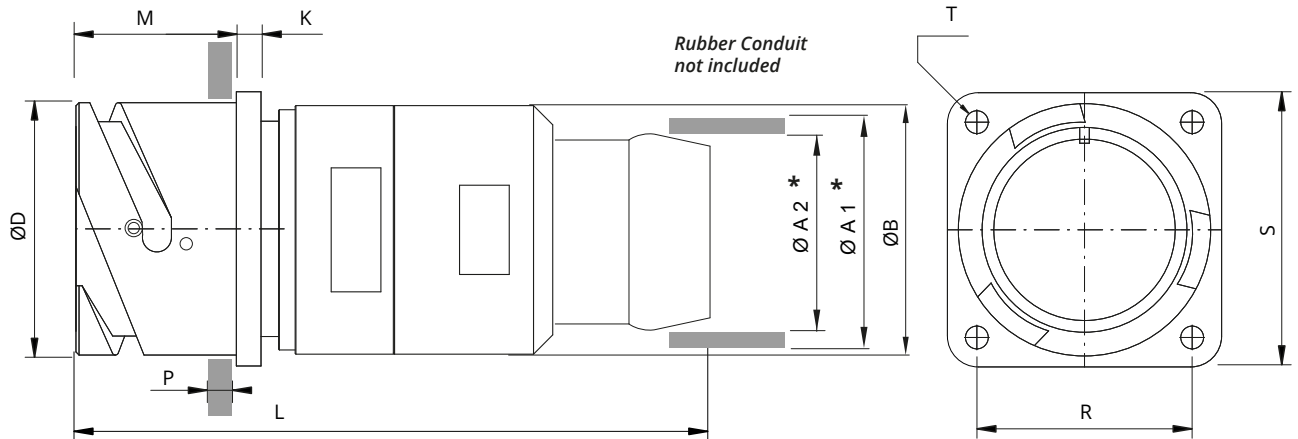 M
K
T
Rubber Conduit
not included
ØD
Ø A 2 *
Ø A 1 *
ØB
S
P
L
R